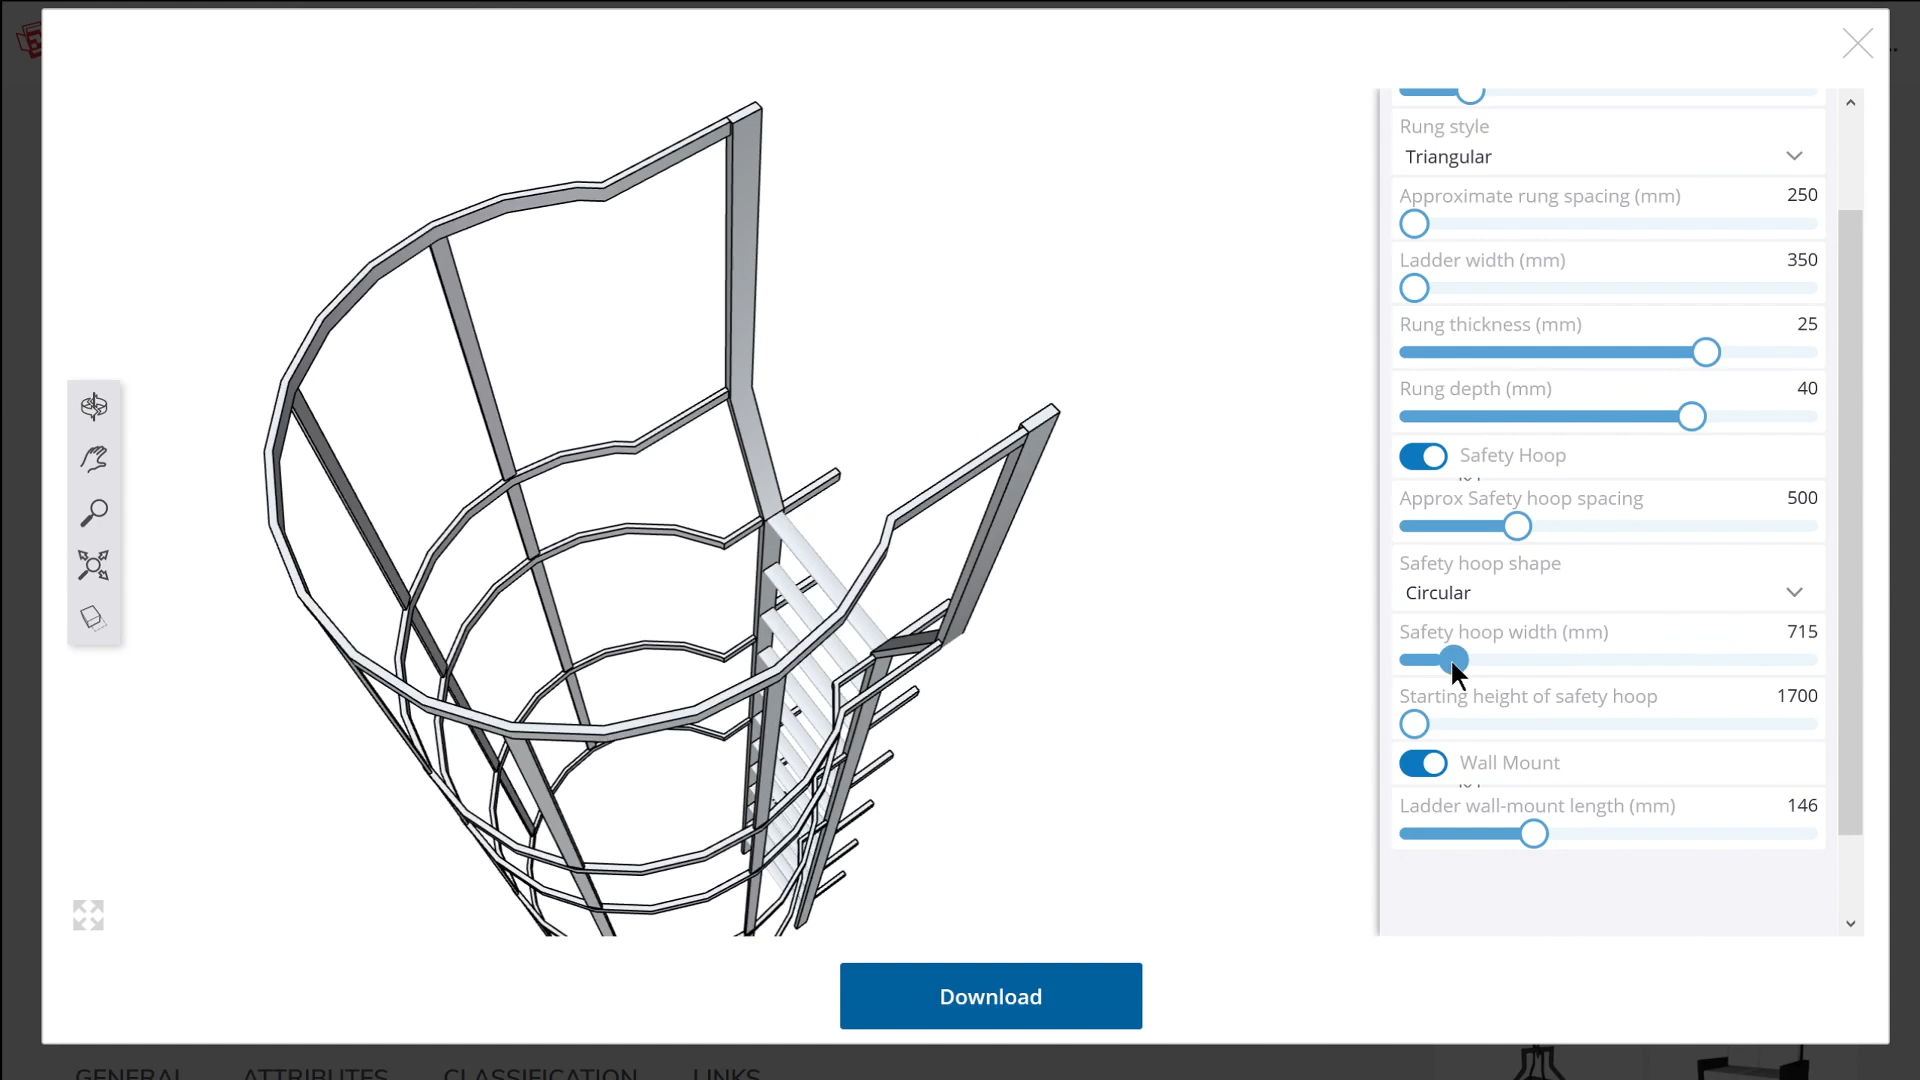 Rung style
Triangular
Approximate rung spacing (mm) 250
Ladder width (mm) 350
Rung thickness (mm) 25
Rung depth (mm) 40
Safety Hoop
Approx Safety hoop spacing 500
Safety hoop shape
Circular
Safety hoop width (mm) 715
Starting height of safety hoop 1700
Wall Mount
Ladder wall-mount length (mm) 146
Download
GENERAL ATTRIBUTES CLASSIFICATION LINKS